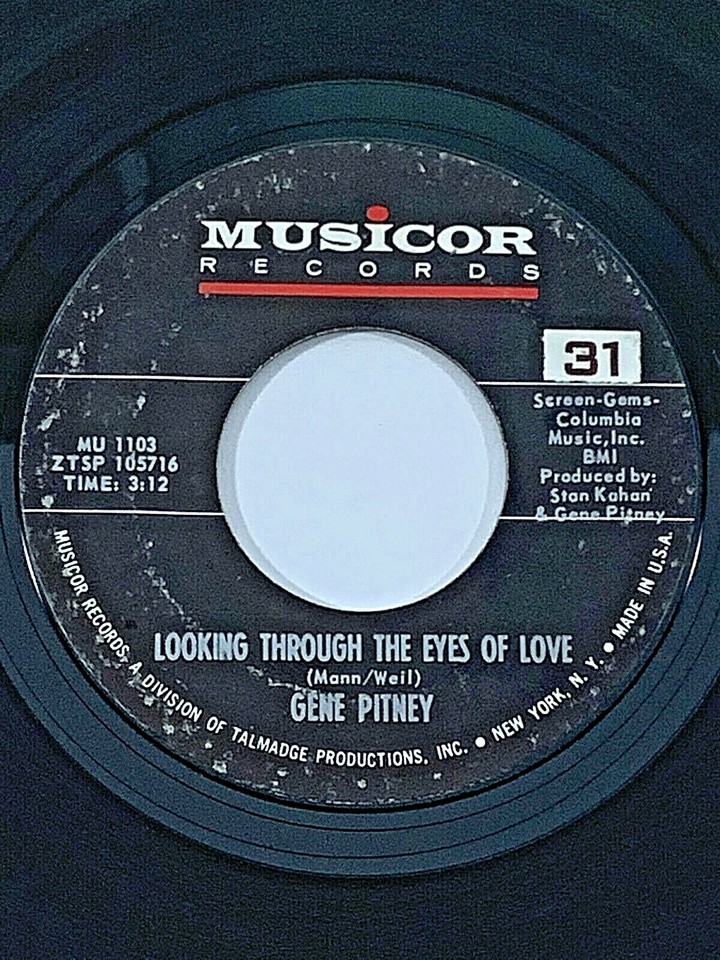 MUSiCOR
RECORDS
31
Screen-Gems-
Columbia
Music,Inc.
BMI
Produced by:
Stan Kahan
& Gene Pitney
MU 1103
ZTSP 105716
TIME: 3:12
LOOKING THROUGH THE EYES OF LOVE
(Mann/Weil)
GENE PITNEY
MUSICOR RECORDS, A DIVISION OF TALMADGE PRODUCTIONS, INC. ● NEW YORK, N. Y. ● MADE IN U.S.A.